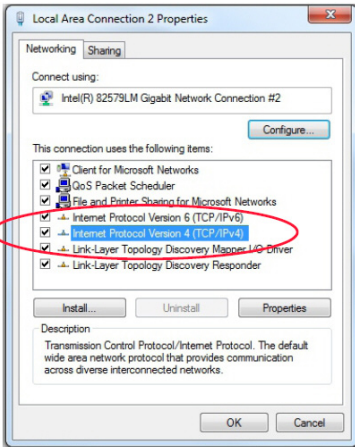 Local Area Connection 2 Properties
Networking
Sharing
Connect using:
Intel(R) 82579LM Gigabit Network Connection #2
Configure...
This connection uses the following items:
Client for Microsoft Networks
QoS Packet Scheduler
File and Printer Sharing for Microsoft Networks
Internet Protocol Version 6 (TCP/IPv6)
Internet Protocol Version 4 (TCP/IPv4)
Link-Layer Topology Discovery Mapper I/O Driver
Link-Layer Topology Discovery Responder
Install...
Uninstall
Properties
Description
Transmission Control Protocol/Internet Protocol. The default
wide area network protocol that provides communication
across diverse interconnected networks.
OK
Cancel